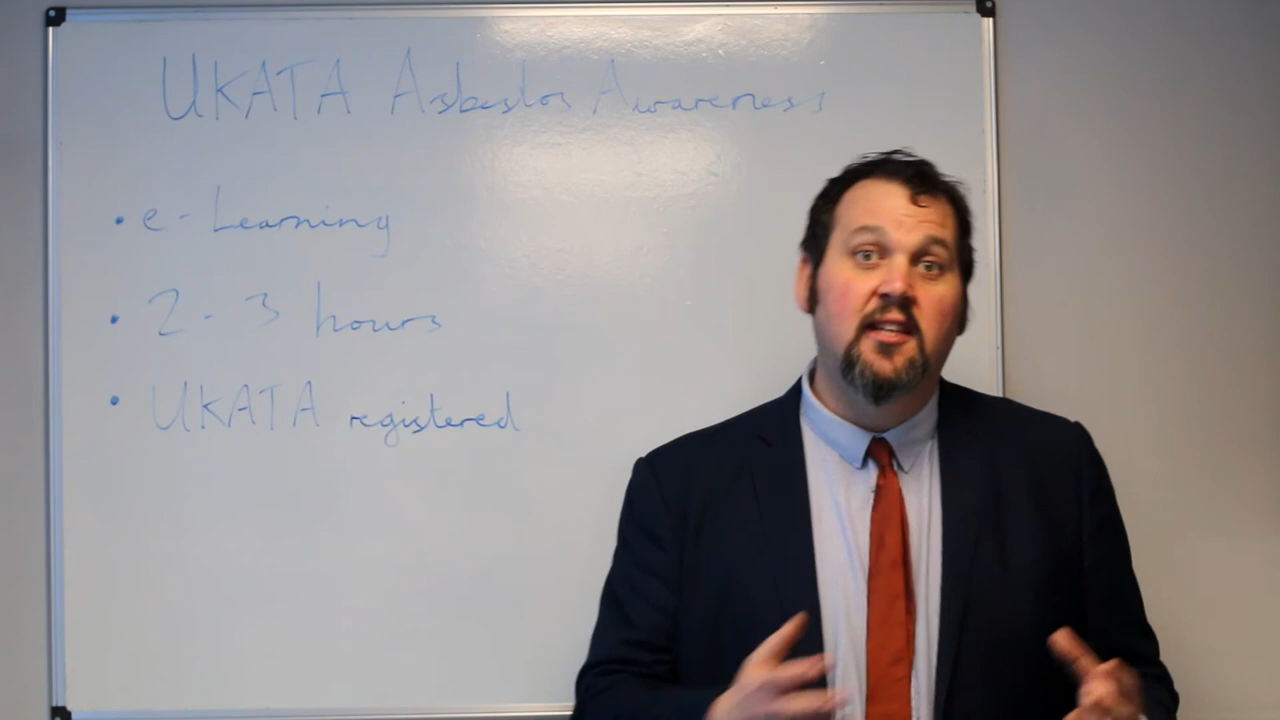 UKATA Asbestos Awareness
• e-Learning
• 2-3 hours
• UKATA registered